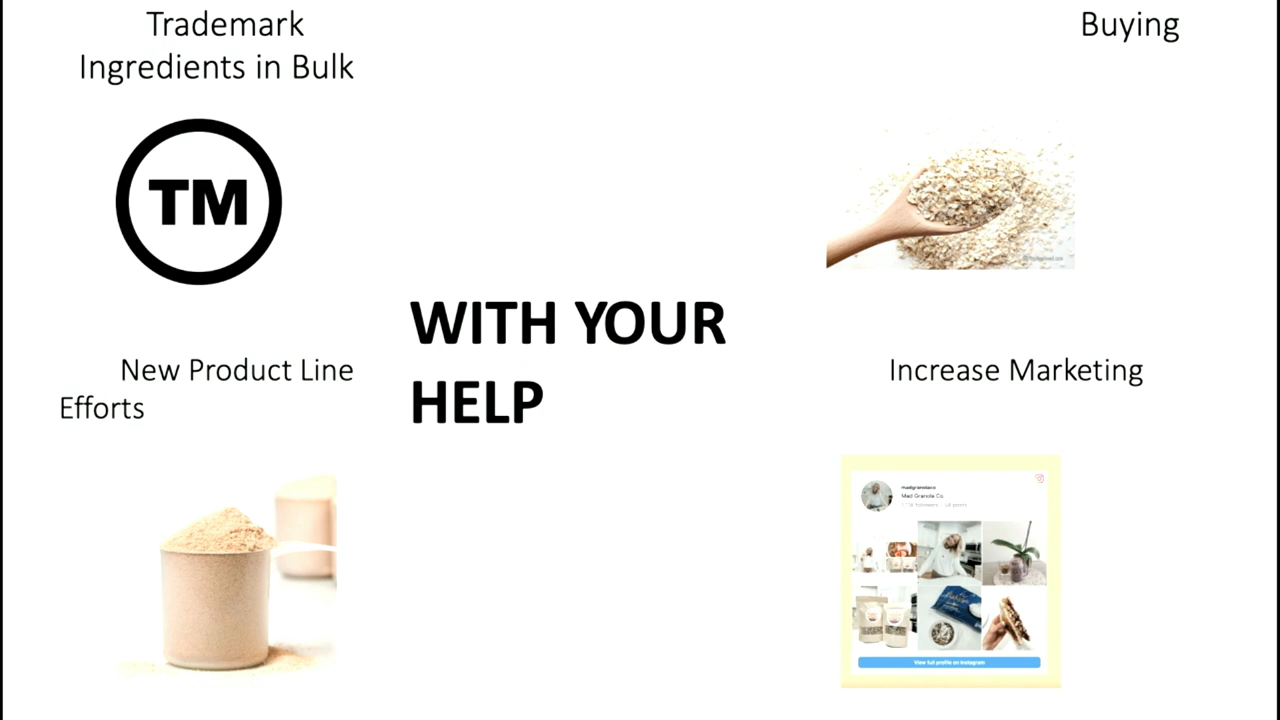 Trademark
Buying
Ingredients in Bulk
TM
WITH YOUR
HELP
New Product Line
Increase Marketing
Efforts
madgranolaco
Mad Granola Co.
View full profile on Instagram